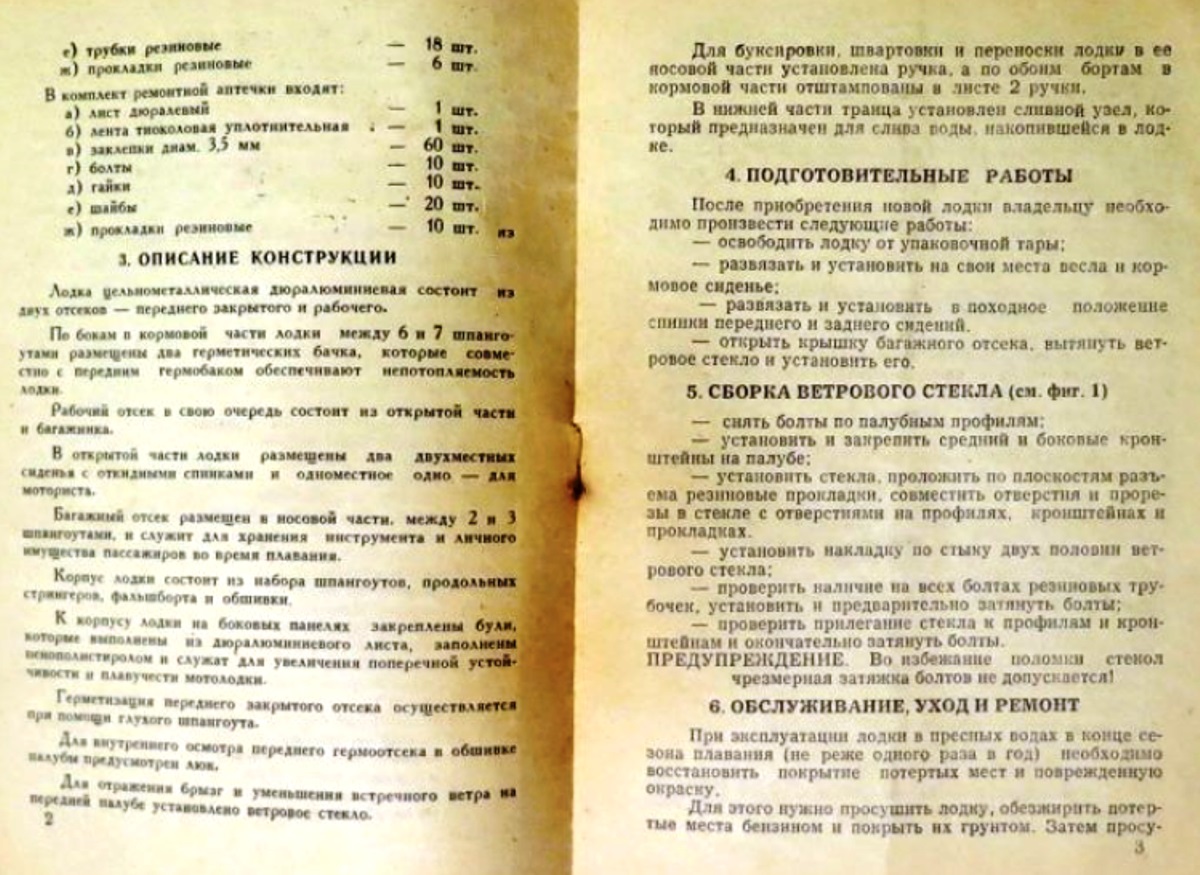 е) трубки резиновые — 18 шт.
ж) прокладки резиновые — 6 шт.
В комплект ремонтной аптечки входят:
а) лист дюралевый — 1 шт.
б) лента тиоколовая уплотнительная . — 1 шт.
в) заклепки диам. 3,5 мм — 60 шт.
г) болты — 10 шт.
д) гайки — 10 шт.
е) шайбы — 20 шт.
ж) прокладки резиновые — 10 шт. из
3. ОПИСАНИЕ КОНСТРУКЦИИ
Лодка цельнометаллическая дюралюминиевая состоит из
двух отсеков — переднего закрытого и рабочего.
По бокам в кормовой части лодки между 6 и 7 шпанго-
утами размещены два герметических бачка, которые совме-
стно с передним гермобаком обеспечивают непотопляемость
лодки.
Рабочий отсек в свою очередь состоит из открытой части
и багажника.
В открытой части лодки размещены два двухместных
сиденья с откидными спинками и одноместное одно — для
моториста.
Багажный отсек размещен в носовой части, между 2 и 3
шпангоутами, и служит для хранения инструмента и личного
имущества пассажиров во время плавания.
Корпус лодки состоит из набора шпангоутов, продольных
стрингеров, фальшборта и обшивки.
К корпусу лодки на боковых панелях закреплены були,
которые выполнены из дюралюминиевого листа, заполнены
пенополистиролом и служат для увеличения поперечной устой-
чивости и плавучести мотолодки.
Герметизация переднего закрытого отсека осуществляется
при помощи глухого шпангоута.
Для внутреннего осмотра переднего гермоотсека в обшивке
палубы предусмотрен люк.
Для отражения брызг и уменьшения встречного ветра на
передней палубе установлено ветровое стекло.
2
Для буксировки, швартовки и переноски лодки в ее
носовой части установлена ручка, а по обоим бортам в
кормовой части отштампованы в листе 2 ручки.
В нижней части транца установлен сливной узел, ко-
торый предназначен для слива воды, накопившейся в лод-
ке.
4. ПОДГОТОВИТЕЛЬНЫЕ РАБОТЫ
После приобретения новой лодки владельцу необхо-
димо произвести следующие работы:
— освободить лодку от упаковочной тары;
— развязать и установить на свои места весла и кор-
мовое сиденье;
— развязать и установить в походное положение
спинки переднего и заднего сидений.
— открыть крышку багажного отсека, вытянуть вет-
ровое стекло и установить его.
5. СБОРКА ВЕТРОВОГО СТЕКЛА (см. фиг. 1)
— снять болты по палубным профилям;
— установить и закрепить средний и боковые крон-
штейны на палубе;
— установить стекла, проложить по плоскостям разъ-
ема резиновые прокладки, совместить отверстия и проре-
зы в стекле с отверстиями на профилях, кронштейнах и
прокладках.
— установить накладку по стыку двух половин вет-
рового стекла;
— проверить наличие на всех болтах резиновых тру-
бочек, установить и предварительно затянуть болты;
— проверить прилегание стекла к профилям и крон-
штейнам и окончательно затянуть болты.
ПРЕДУПРЕЖДЕНИЕ. Во избежание поломки стекол
чрезмерная затяжка болтов не допускается!
6. ОБСЛУЖИВАНИЕ, УХОД И РЕМОНТ
При эксплуатации лодки в пресных водах в конце се-
зона плавания (не реже одного раза в год) необходимо
восстановить покрытие потертых мест и поврежденную
окраску.
Для этого нужно просушить лодку, обезжирить потер-
тые места бензином и покрыть их грунтом. Затем просу-
3